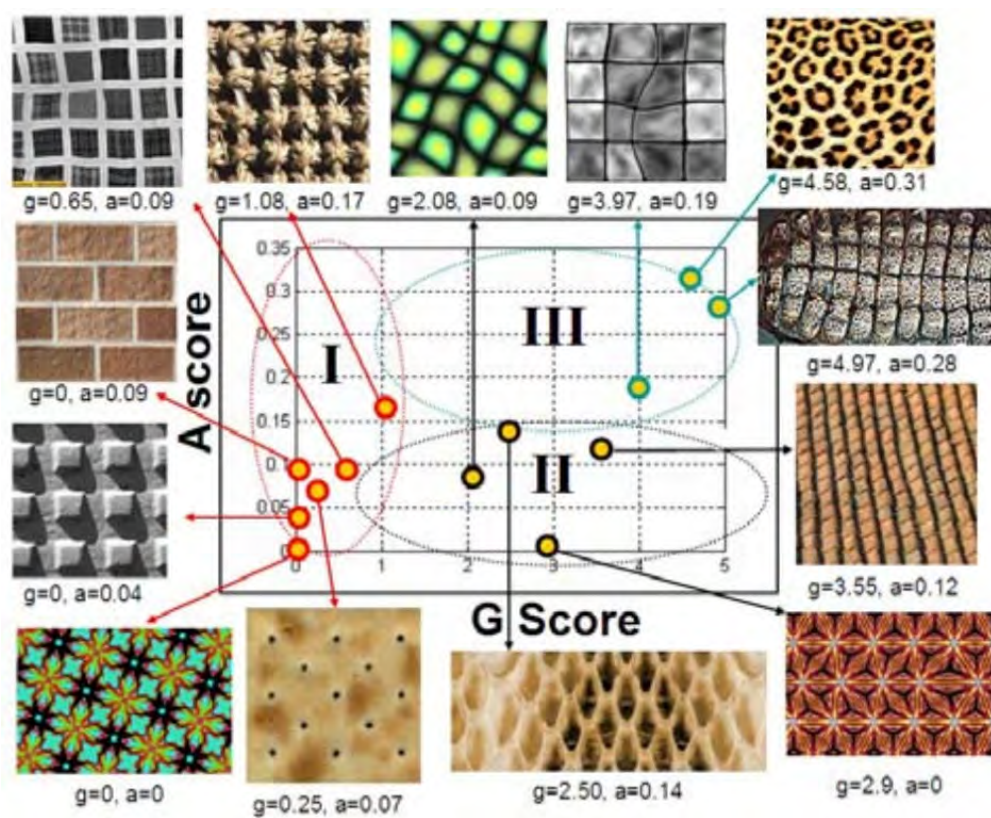 g=0.65, a=0.09
g=1.08, a=0.17
g=2.08, a=0.09
g=3.97, a=0.19
g=4.58, a=0.31
g=0, a=0.09
g=4.97, a=0.28
A score
0.35
0.3
0.25
0.2
0.15
0.1
0.05
0
I
III
II
0 1 2 3 4 5
G Score
g=0, a=0.04
g=3.55, a=0.12
g=0, a=0
g=0.25, a=0.07
g=2.50, a=0.14
g=2.9, a=0